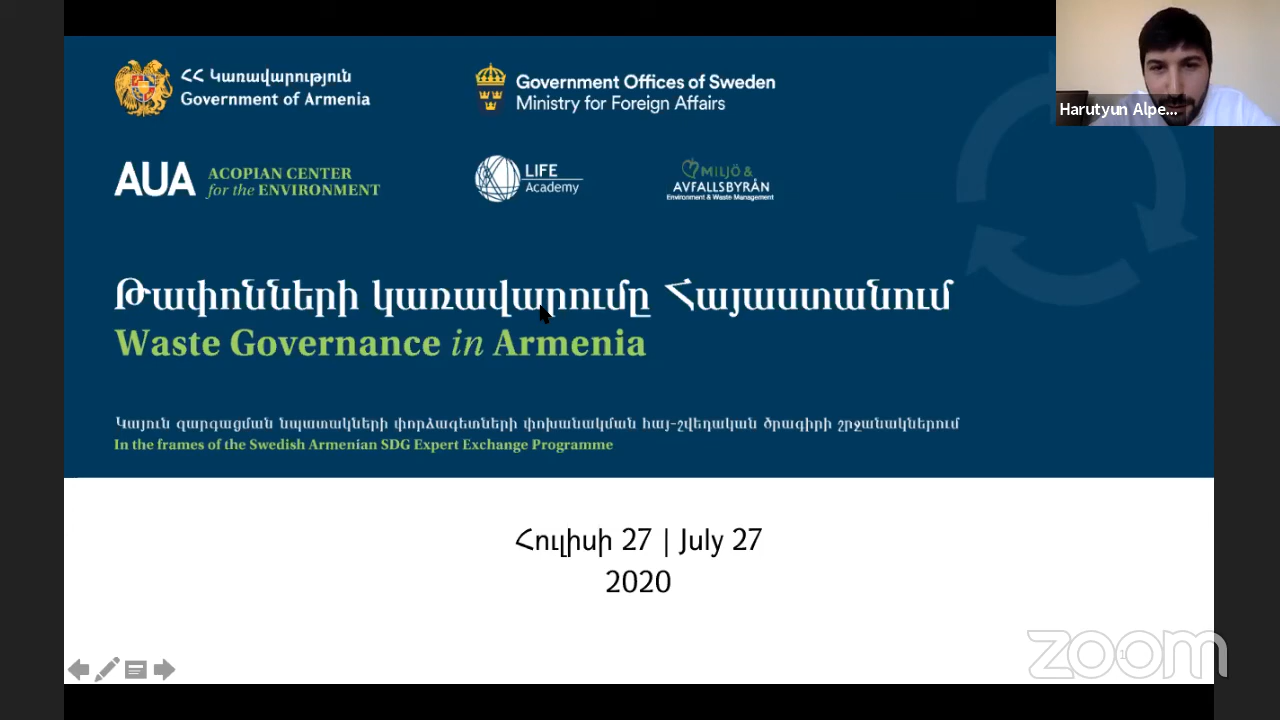 ՀՀ Կառավարություն
Government of Armenia
Government Offices of Sweden
Ministry for Foreign Affairs
Harutyun Alpe...
AUA
ACOPIAN CENTER
for the ENVIRONMENT
LIFE
Academy
MILJÖ &
AVFALLSBYRÅN
Environment & Waste Management
Թափոնների կառավարումը Հայաստանում
Waste Governance in Armenia
Կայուն զարգացման նպատակների փորձագետների փոխանակման հայ-շվեդական ծրագիրի շրջանակներում
In the frames of the Swedish Armenian SDG Expert Exchange Programme
Հուլիսի 27 | July 27
2020
zoom
1